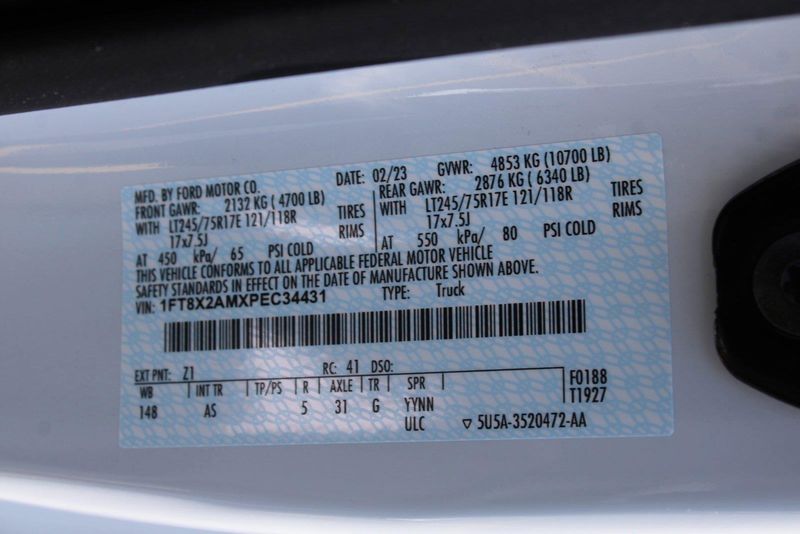 MFD. BY FORD MOTOR CO.
DATE: 02/23 GVWR: 4853 KG (10700 LB)
FRONT GAWR: 2132 KG (4700 LB)
WITH LT245/75R17E 121/118R TIRES
17x7.5J RIMS
AT 450 kPa/ 65 PSI COLD
REAR GAWR: 2876 KG (6340 LB)
WITH LT245/75R17E 121/118R TIRES
17x7.5J RIMS
AT 550 kPa/ 80 PSI COLD
THIS VEHICLE CONFORMS TO ALL APPLICABLE FEDERAL MOTOR VEHICLE
SAFETY STANDARDS IN EFFECT ON THE DATE OF MANUFACTURE SHOWN ABOVE.
VIN: 1FT8X2AMXPEC34431 TYPE: Truck
EXT PNT: Z1 RC: 41 DSO:
WB INT TR TP/PS R AXLE TR SPR
148 AS 5 31 G YYNN
ULC
F0188
T1927
▽ 5U5A-3520472-AA